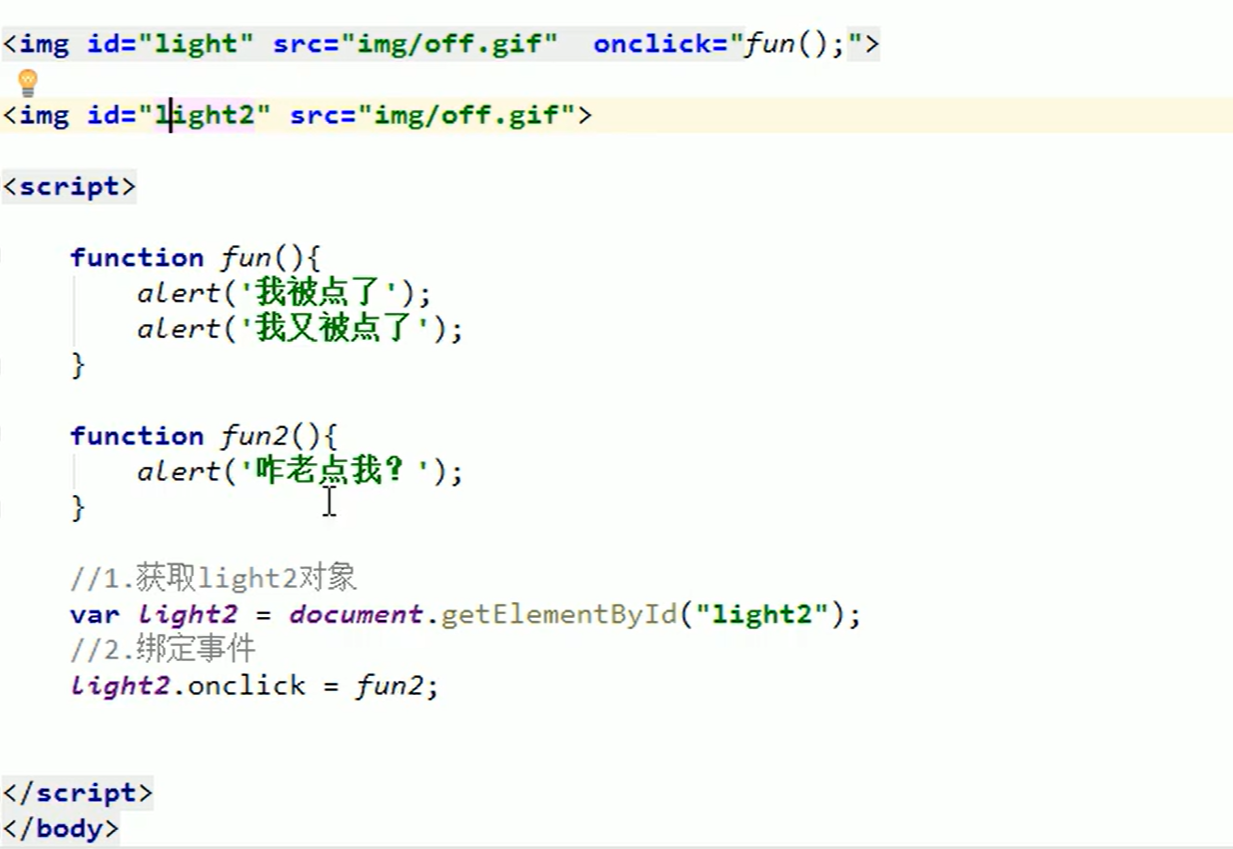 <img id="light" src="img/off.gif"  onclick="fun();">
<img id="light2" src="img/off.gif">
<script>
function fun(){
alert('我被点了');
alert('我又被点了');
}
function fun2(){
alert('咋老点我？');
}
//1.获取light2对象
var light2 = document.getElementById("light2");
//2.绑定事件
light2.onclick = fun2;
</script>
</body>